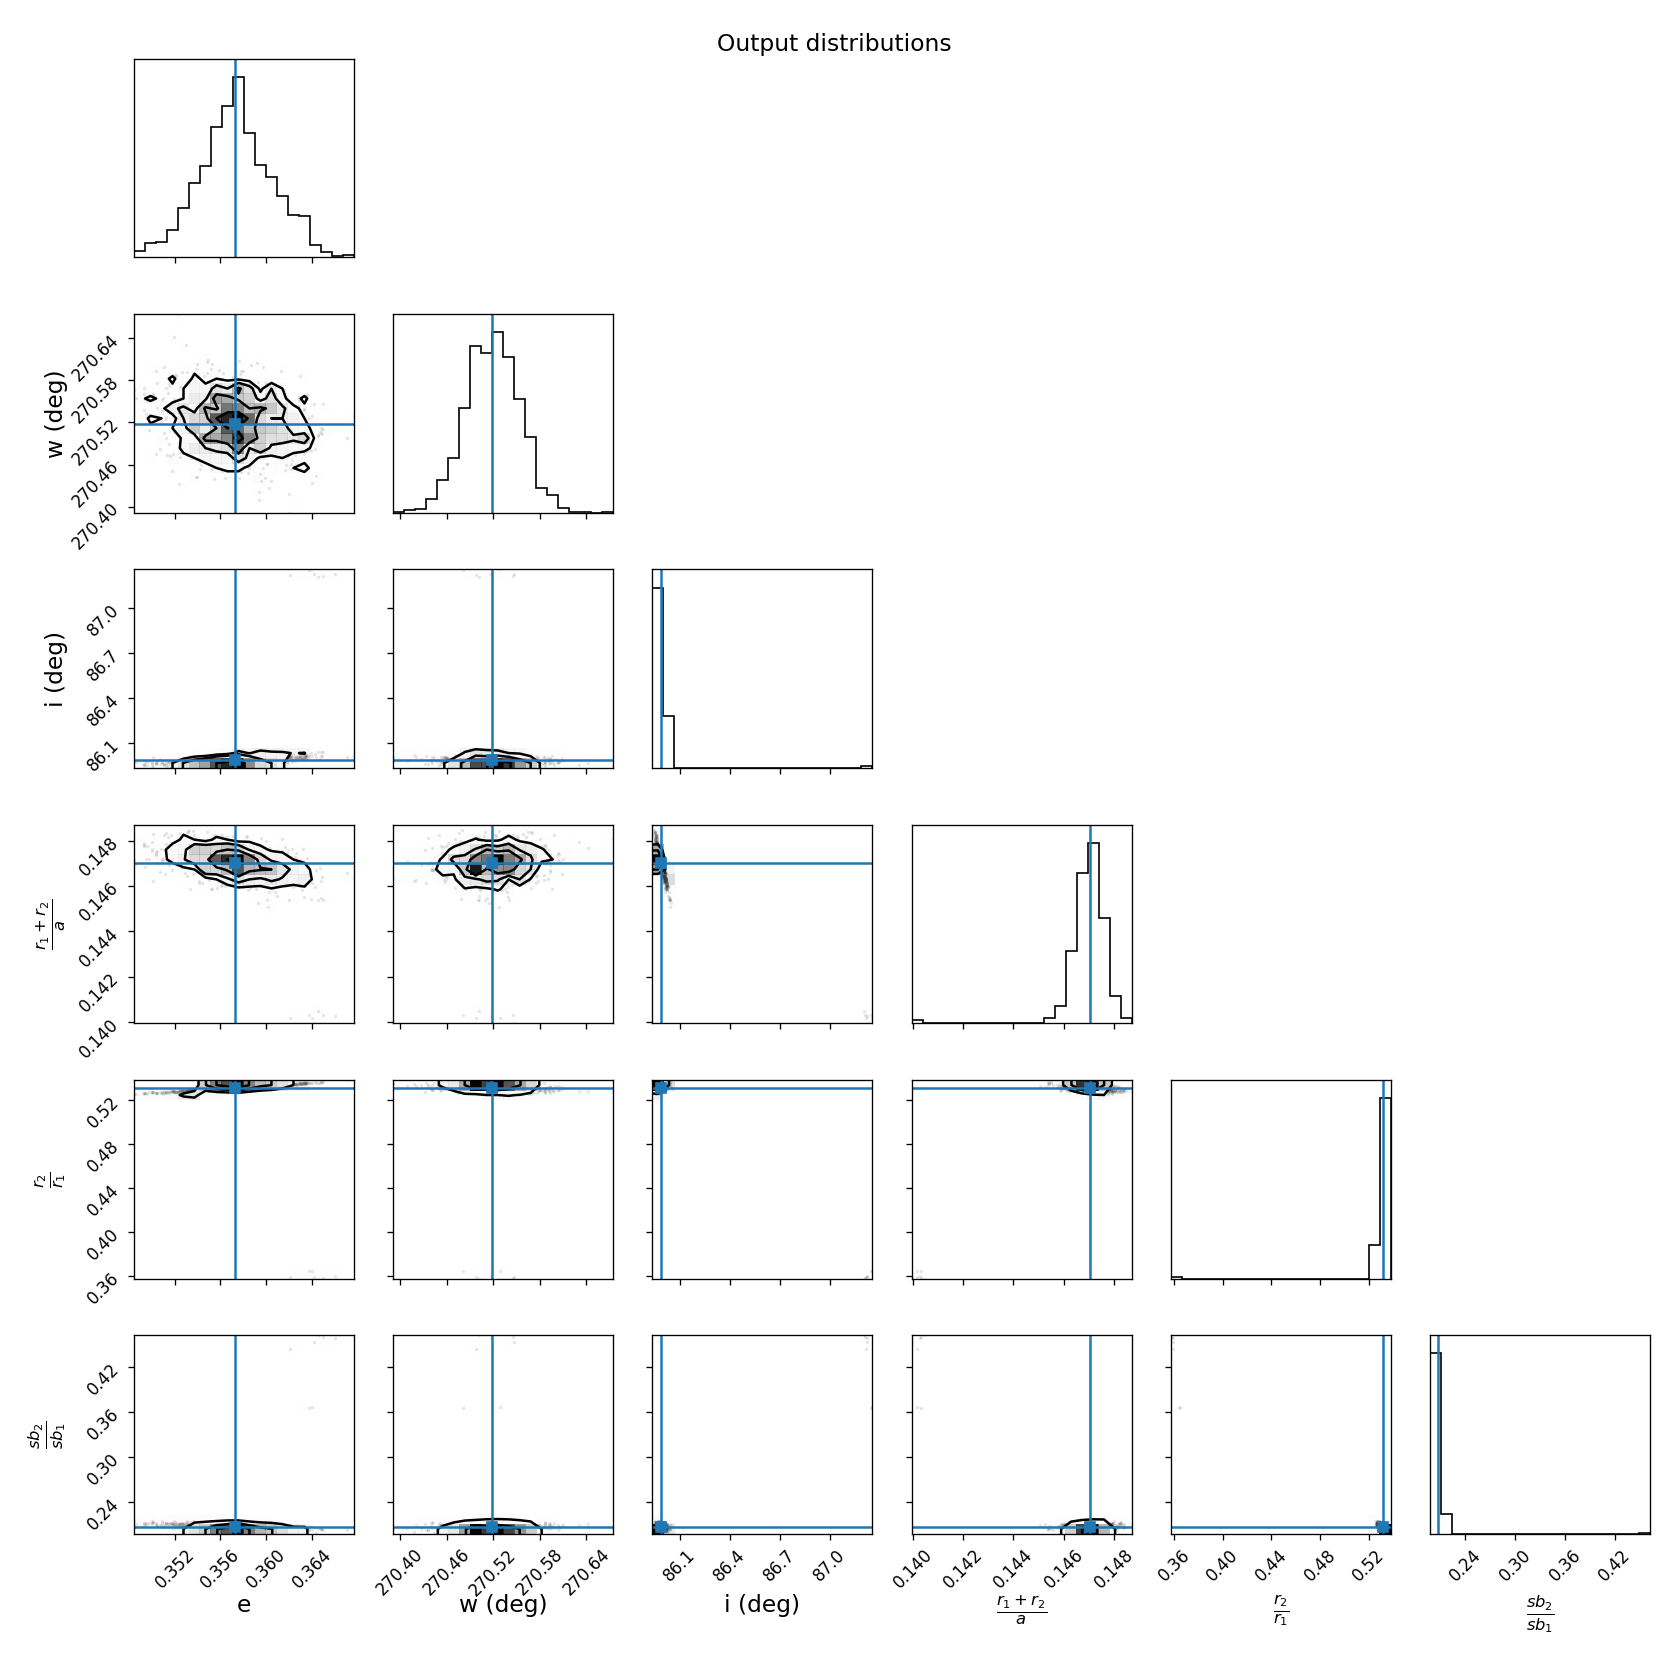 Output distributions
w (deg)
270.64
270.58
270.52
270.46
270.40
i (deg)
87.0
86.7
86.4
86.1
r₁ + r₂
a
0.148
0.146
0.144
0.142
0.140
r₂
r₁
0.52
0.48
0.44
0.40
0.36
sb₂
sb₁
0.42
0.36
0.30
0.24
0.352 0.356 0.360 0.364 270.40 270.46 270.52 270.58 270.64 86.1 86.4 86.7 87.0 0.140 0.142 0.144 0.146 0.148 0.36 0.40 0.44 0.48 0.52 0.24 0.30 0.36 0.42
e w (deg) i (deg) r₁ + r₂ r₂ sb₂
a r₁ sb₁